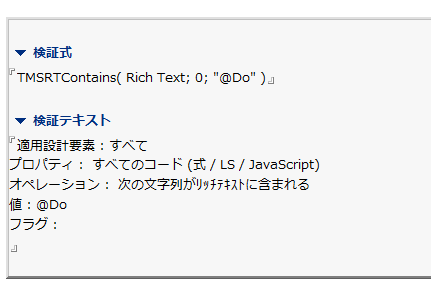 ▼ 検証式
『TMSRTContains( Rich Text; 0; "@Do" )』
▼ 検証テキスト
『適用設計要素：すべて
プロパティ： すべてのコード (式 / LS / JavaScript)
オペレーション： 次の文字列がﾘｯﾁﾃｷｽﾄに含まれる
値：@Do
フラグ：
』